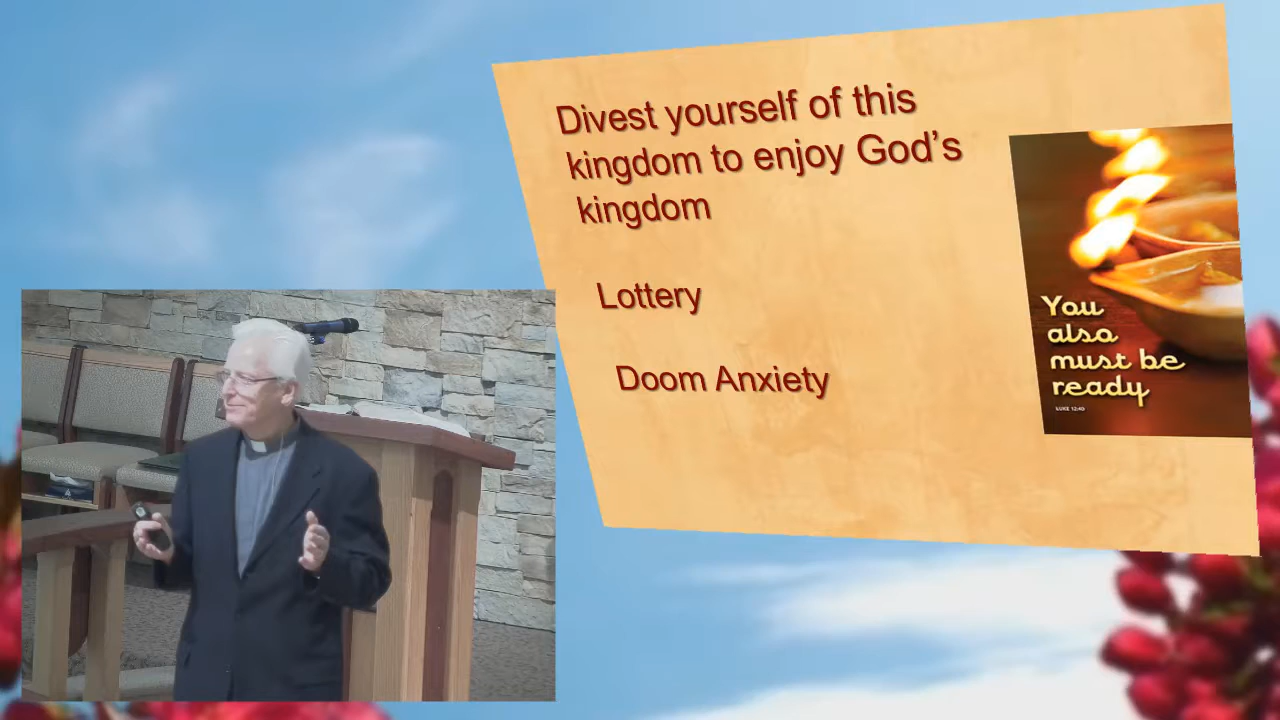 Divest yourself of this
kingdom to enjoy God's
kingdom
Lottery
Doom Anxiety
You
also
must be
ready
LUKE 12:40